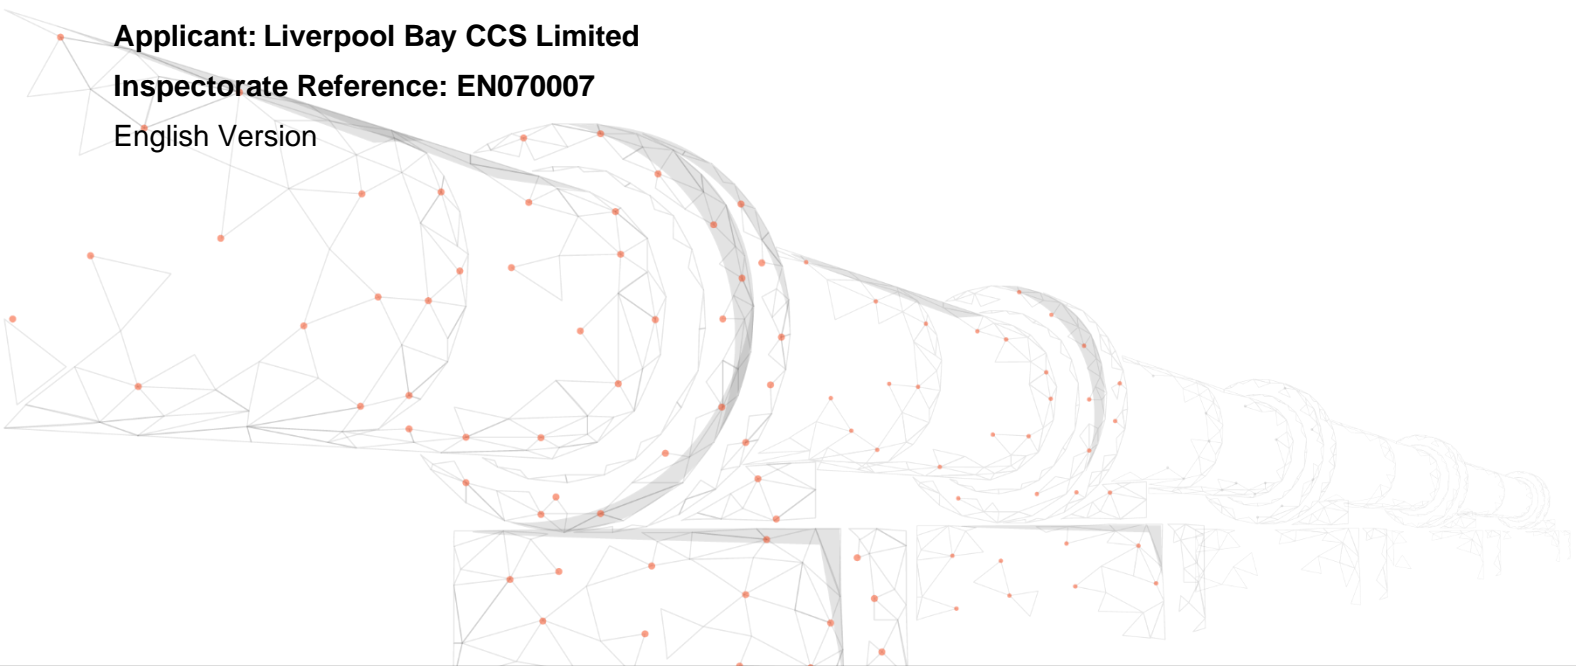 Applicant: Liverpool Bay CCS Limited
Inspectorate Reference: EN070007
English Version